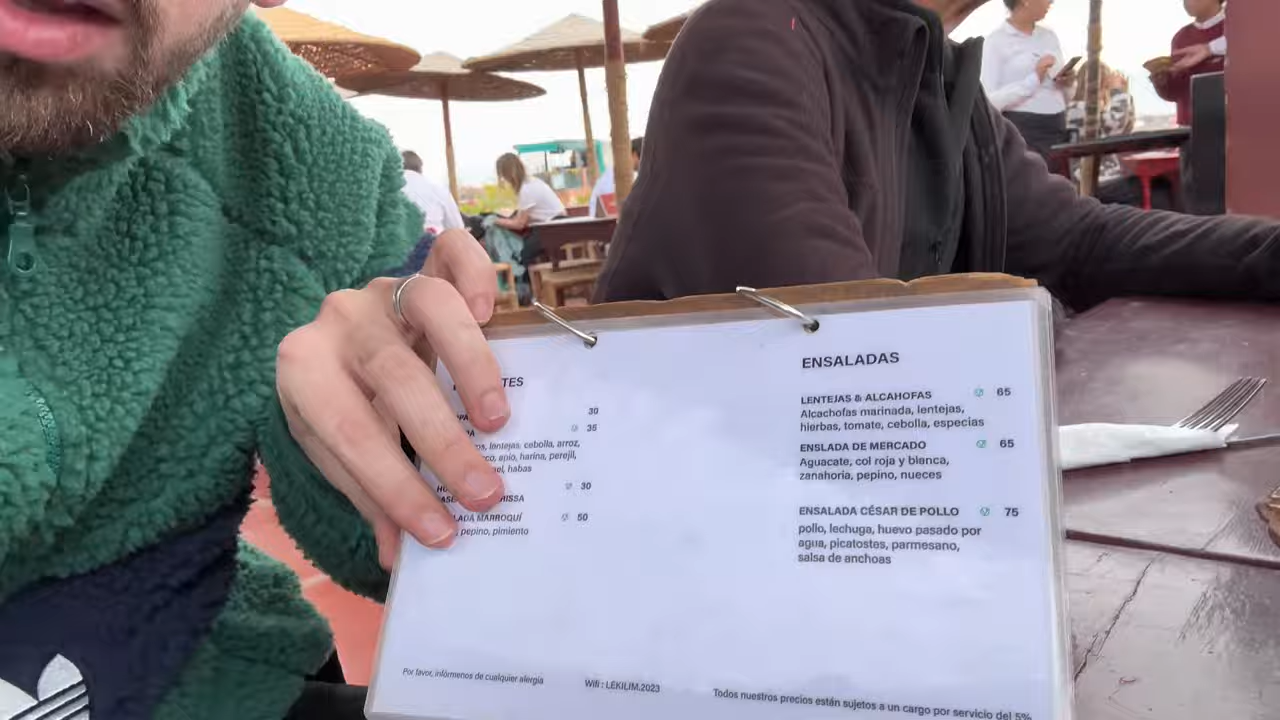 30
35
lentejas, cebolla, arroz,
apio, harina, perejil,
habas
30
MARROQUÍ 50
pepino, pimiento
ENSALADAS
LENTEJAS & ALCAHOFAS 65
Alcachofas marinada, lentejas,
hierbas, tomate, cebolla, especias
ENSLADA DE MERCADO 65
Aguacate, col roja y blanca,
zanahoria, pepino, nueces
ENSALADA CÉSAR DE POLLO 75
pollo, lechuga, huevo pasado por
agua, picatostes, parmesano,
salsa de anchoas
Por favor, infórmenos de cualquier alergia
Wifi : LEKILIM.2023
Todos nuestros precios están sujetos a un cargo por servicio del 5%